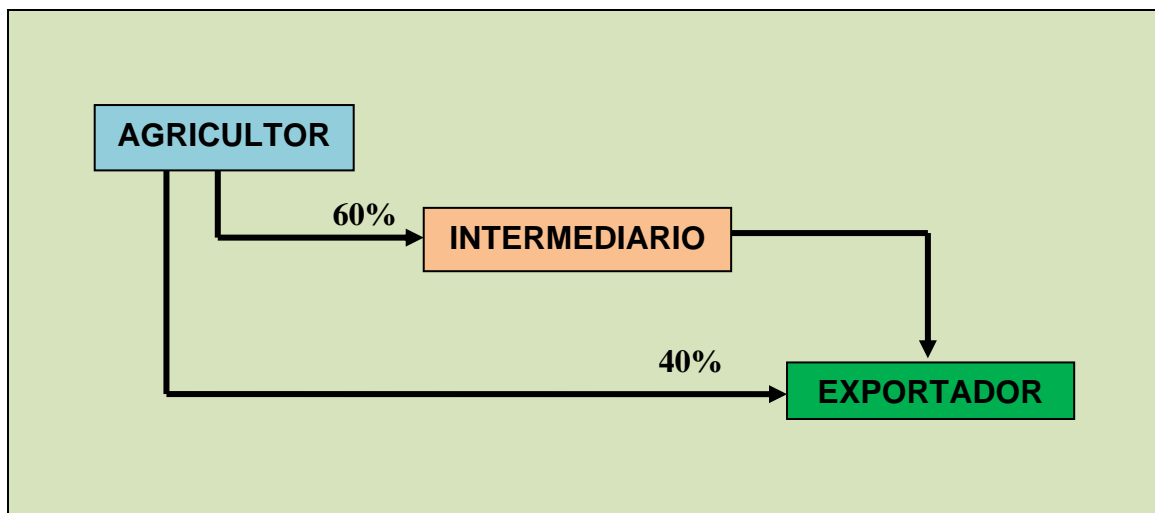 AGRICULTOR
60%
INTERMEDIARIO
40%
EXPORTADOR